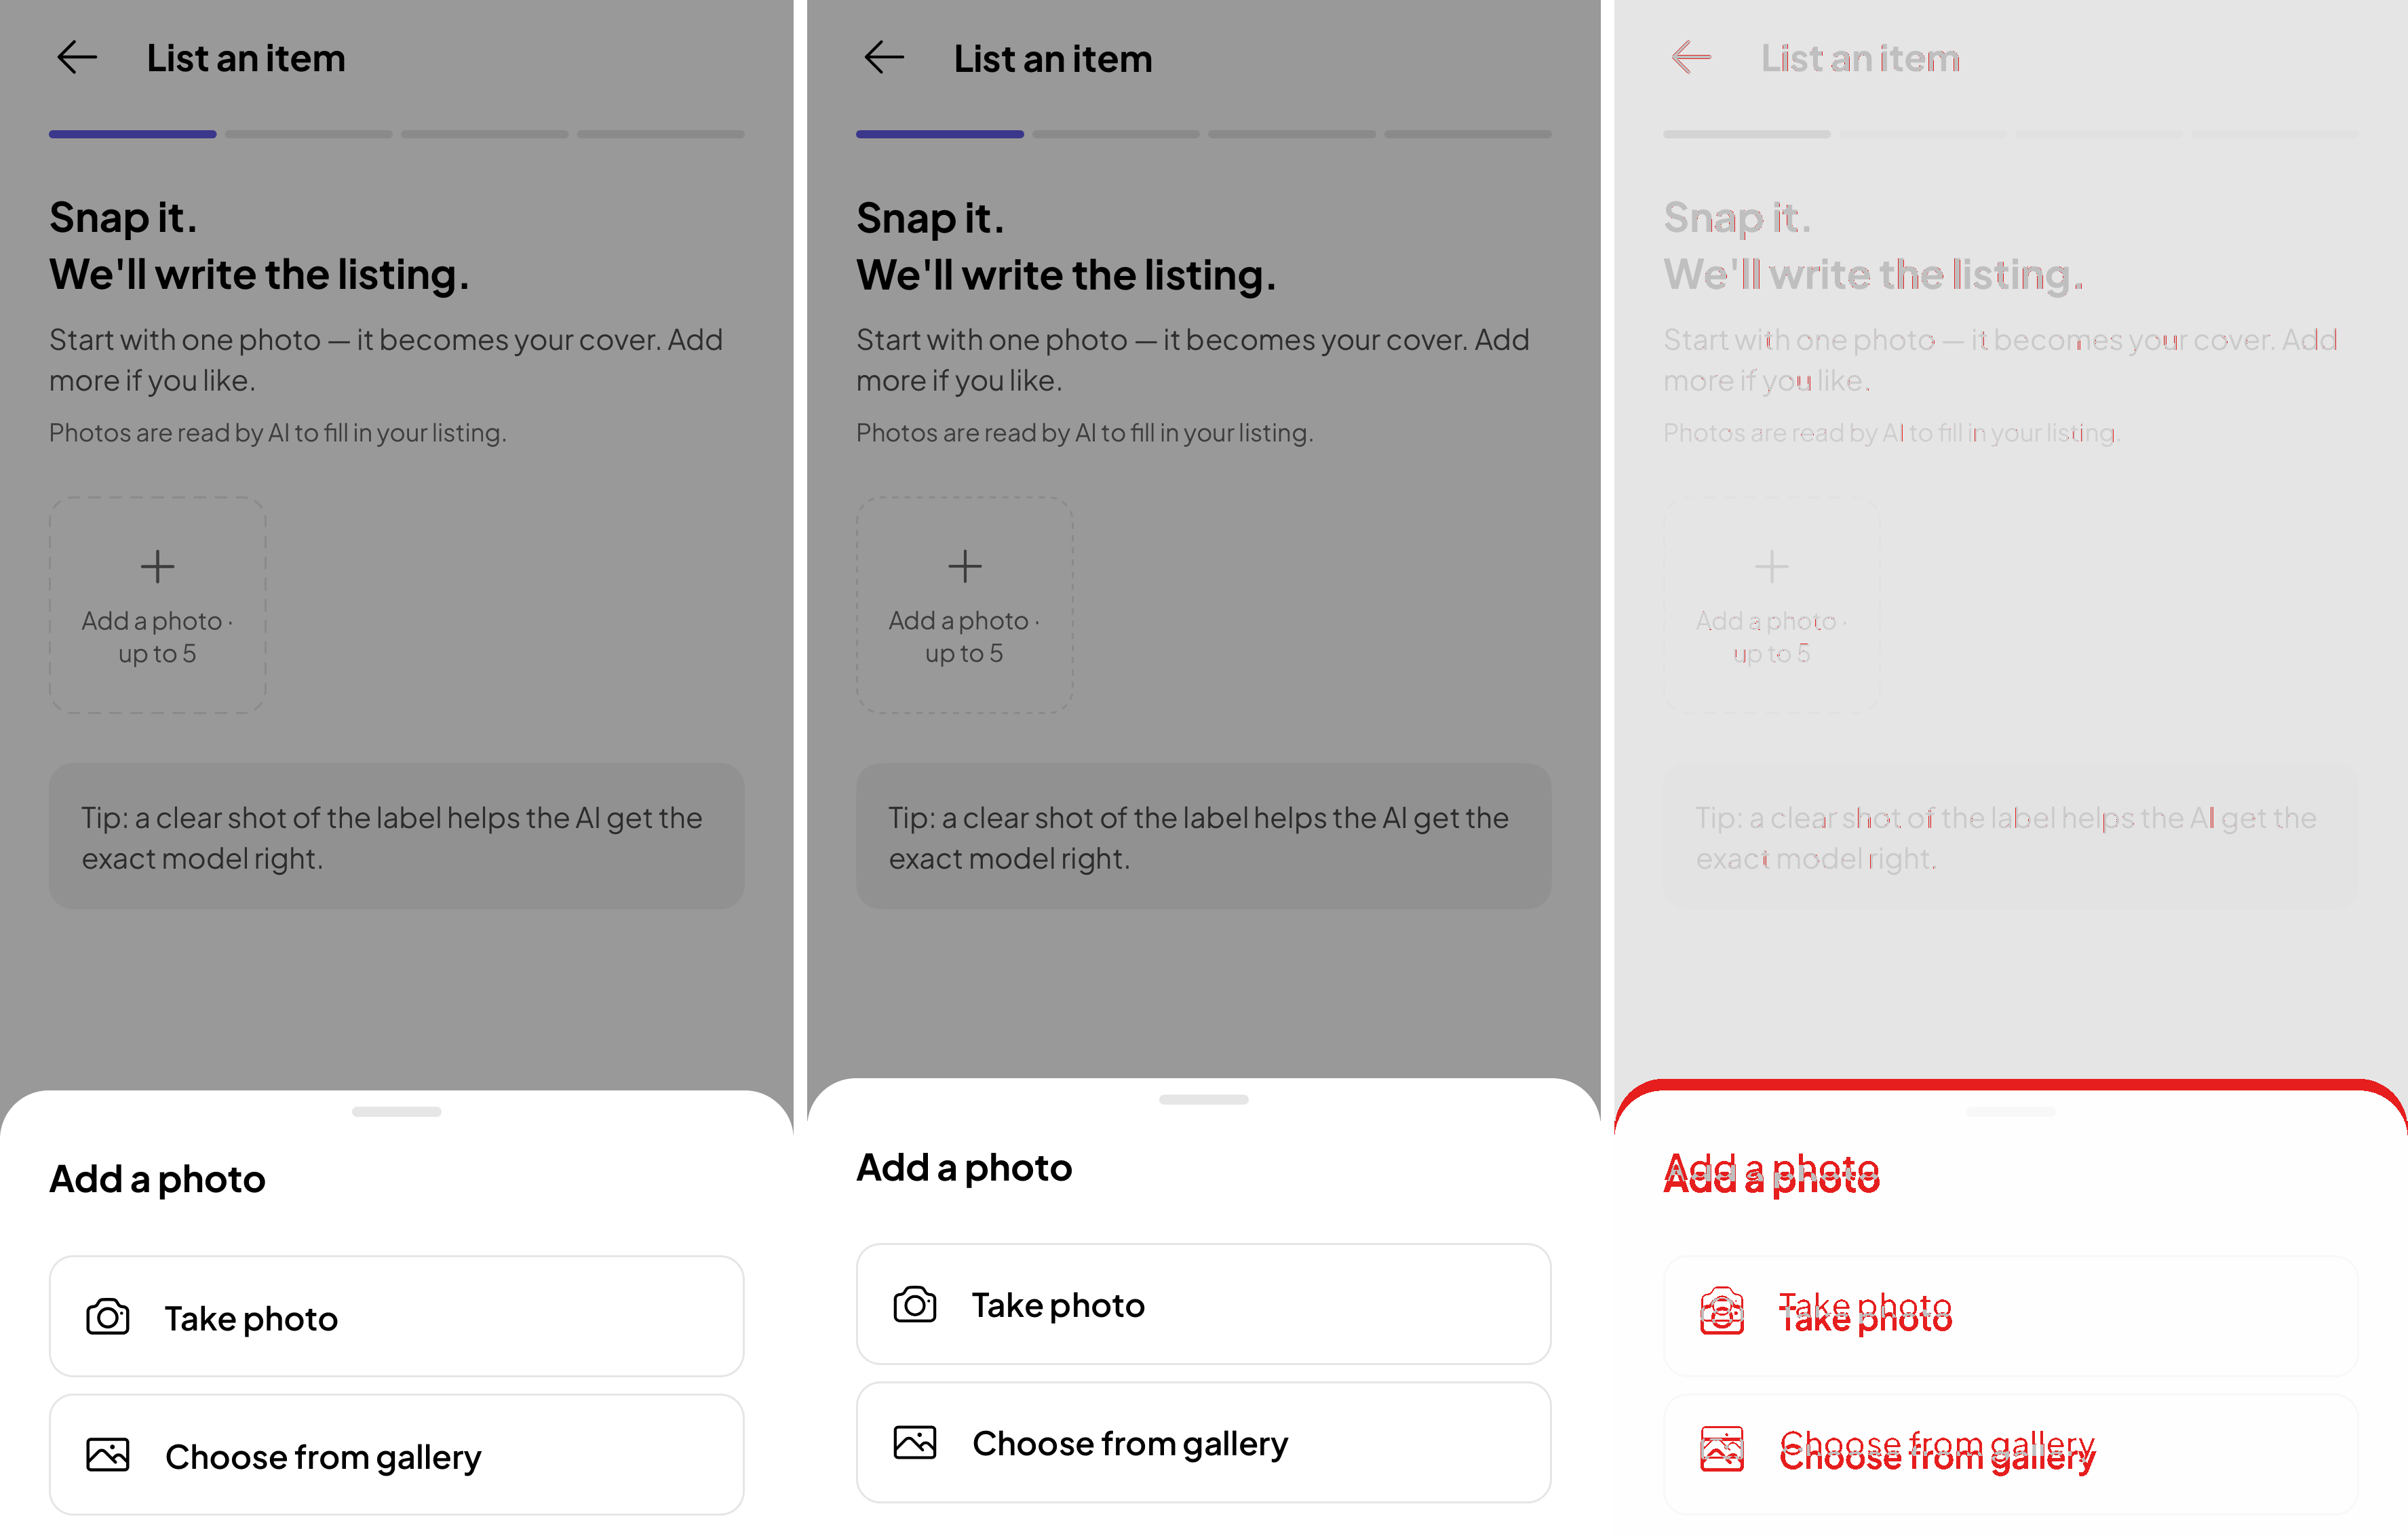 List an item
Snap it.
We'll write the listing.
Start with one photo — it becomes your cover. Add
more if you like.
Photos are read by AI to fill in your listing.
Add a photo ·
up to 5
Tip: a clear shot of the label helps the AI get the
exact model right.
Add a photo
Take photo
Choose from gallery
List an item
Snap it.
We'll write the listing.
Start with one photo — it becomes your cover. Add
more if you like.
Photos are read by AI to fill in your listing.
Add a photo ·
up to 5
Tip: a clear shot of the label helps the AI get the
exact model right.
Add a photo
Take photo
Choose from gallery
List an item
Snap it.
We'll write the listing.
Start with one photo — it becomes your cover. Add
more if you like.
Photos are read by AI to fill in your listing.
Add a photo ·
up to 5
Tip: a clear shot of the label helps the AI get the
exact model right.
Add a photo
Take photo
Choose from gallery